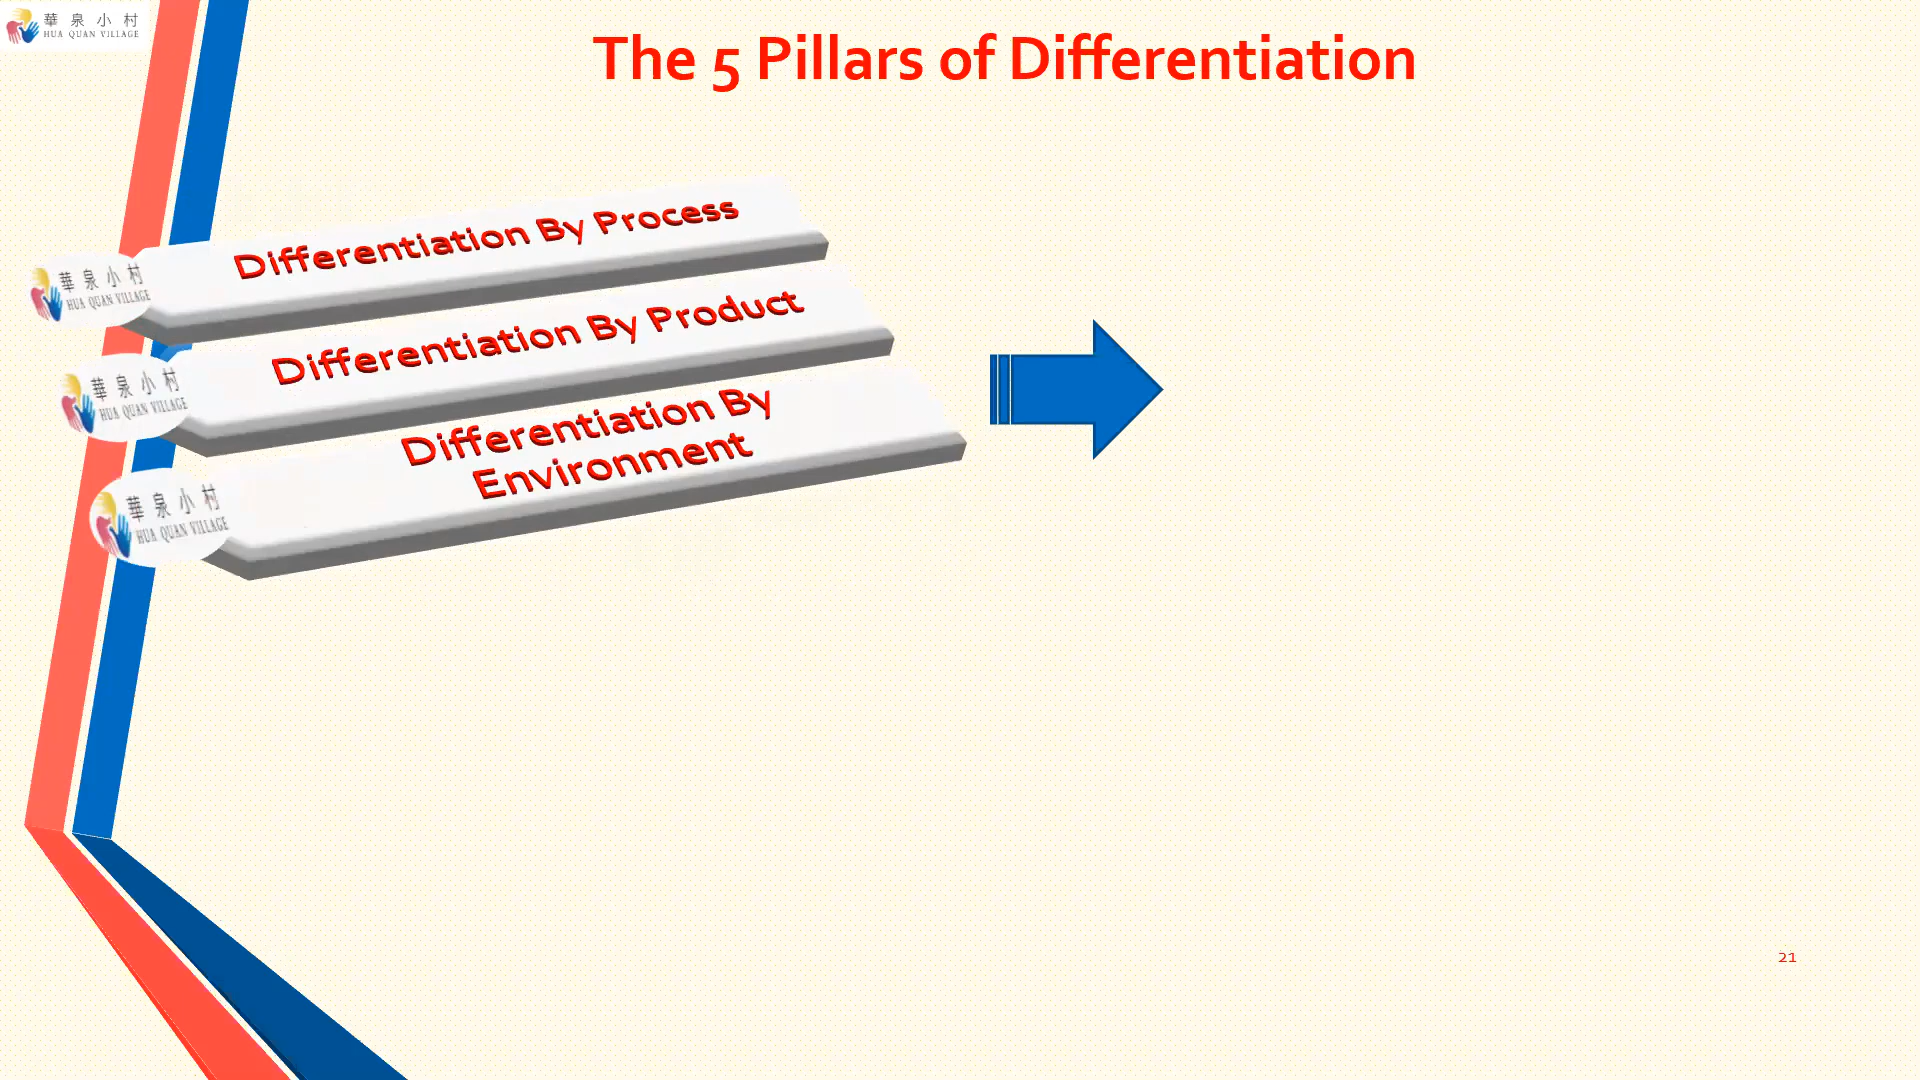 華泉小村
HUA QUAN VILLAGE
The 5 Pillars of Differentiation
Differentiation By Process
華泉小村
HUA QUAN VILLAGE
Differentiation By Product
華泉小村
HUA QUAN VILLAGE
Differentiation By
Environment
華泉小村
HUA QUAN VILLAGE
21